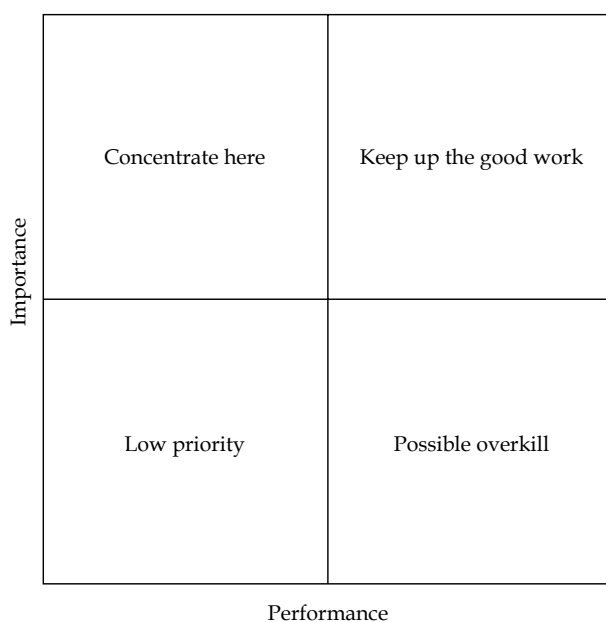 Concentrate here
Keep up the good work
Importance
Low priority
Possible overkill
Performance